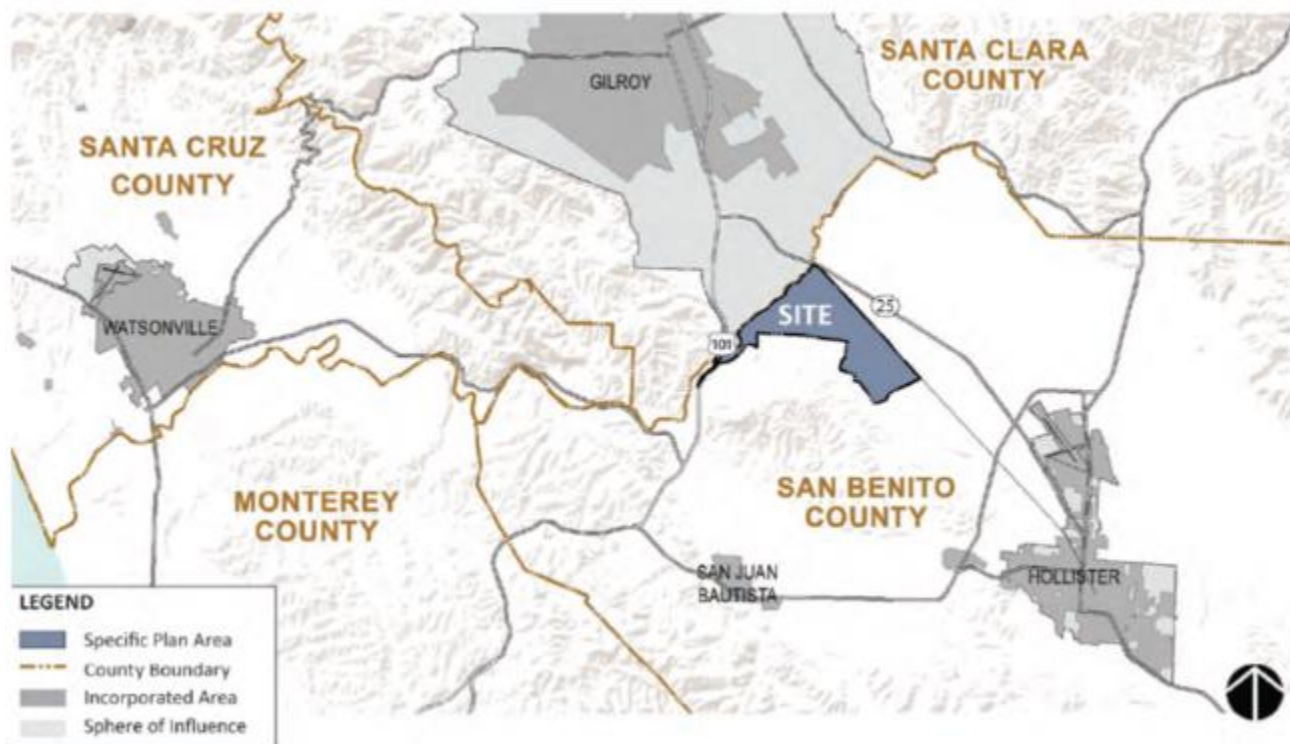 SANTA CLARA
COUNTY
GILROY
SANTA CRUZ
COUNTY
WATSONVILLE
SITE
25
101
MONTEREY
COUNTY
SAN BENITO
COUNTY
SAN JUAN
BAUTISTA
HOLLISTER
LEGEND
Specific Plan Area
County Boundary
Incorporated Area
Sphere of Influence